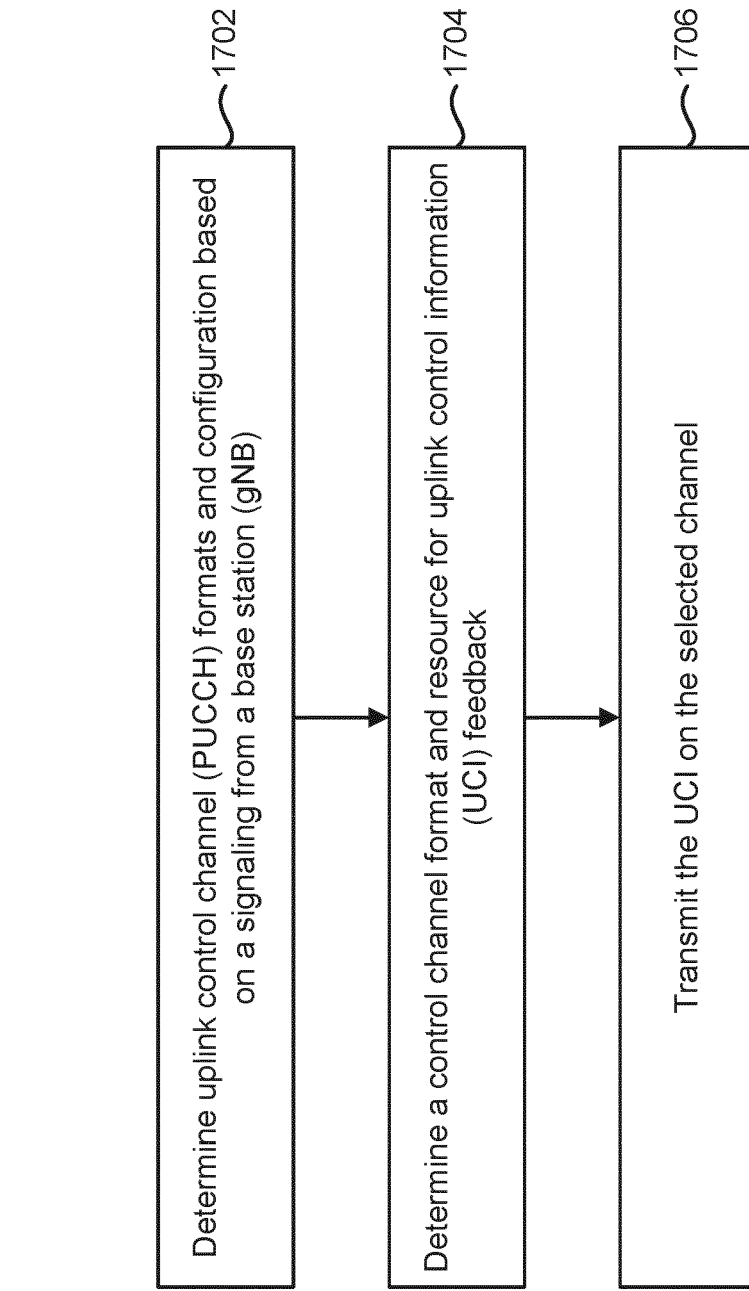 1702
Determine uplink control channel (PUCCH) formats and configuration based
on a signaling from a base station (gNB)
1704
Determine a control channel format and resource for uplink control information
(UCI) feedback
1706
Transmit the UCI on the selected channel